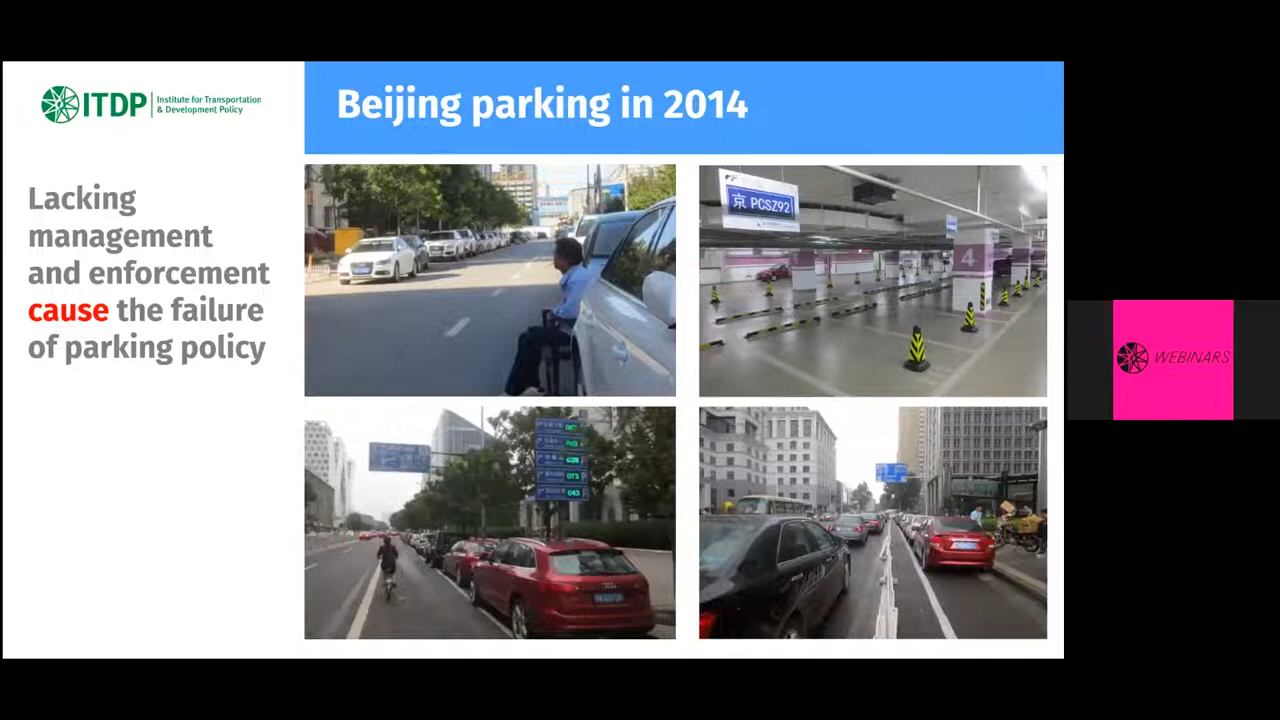 ITDP
Institute for Transportation
& Development Policy
Beijing parking in 2014
Lacking
management
and enforcement
cause the failure
of parking policy
京 PCSZ92
4
WEBINARS